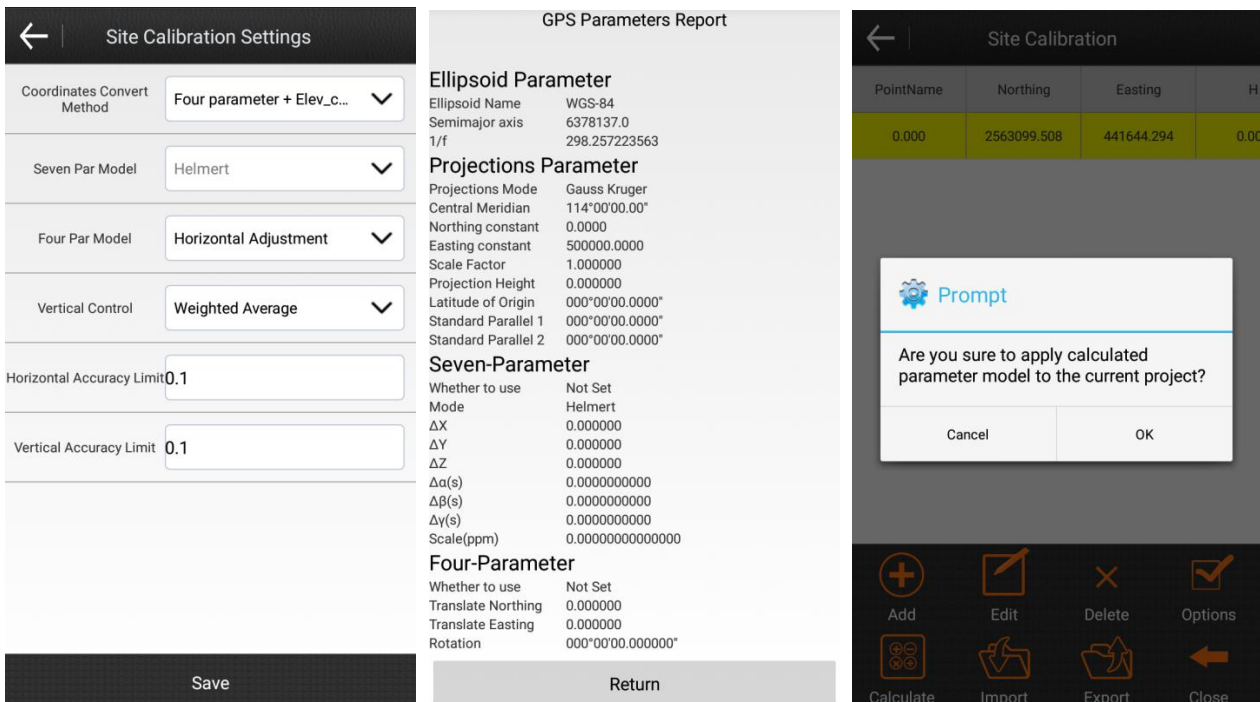 Site Calibration Settings
Coordinates Convert
Method
Four parameter + Elev_c...
Seven Par Model
Helmert
Four Par Model
Horizontal Adjustment
Vertical Control
Weighted Average
Horizontal Accuracy Limit
0.1
Vertical Accuracy Limit
0.1
Save
GPS Parameters Report
Ellipsoid Parameter
Ellipsoid Name WGS-84
Semimajor axis 6378137.0
1/f 298.257223563
Projections Parameter
Projections Mode Gauss Kruger
Central Meridian 114°00'00.00"
Northing constant 0.0000
Easting constant 500000.0000
Scale Factor 1.000000
Projection Height 0.000000
Latitude of Origin 000°00'00.0000"
Standard Parallel 1 000°00'00.0000"
Standard Parallel 2 000°00'00.0000"
Seven-Parameter
Whether to use Not Set
Mode Helmert
ΔX 0.000000
ΔY 0.000000
ΔZ 0.000000
Δα(s) 0.0000000000
Δβ(s) 0.0000000000
Δγ(s) 0.0000000000
Scale(ppm) 0.00000000000000
Four-Parameter
Whether to use Not Set
Translate Northing 0.000000
Translate Easting 0.000000
Rotation 000°00'00.000000"
Return
Site Calibration
PointName Northing Easting H
0.000 2563099.508 441644.294 0.00
Prompt
Are you sure to apply calculated
parameter model to the current project?
Cancel OK
Add Edit Delete Options
Calculate Import Export Close